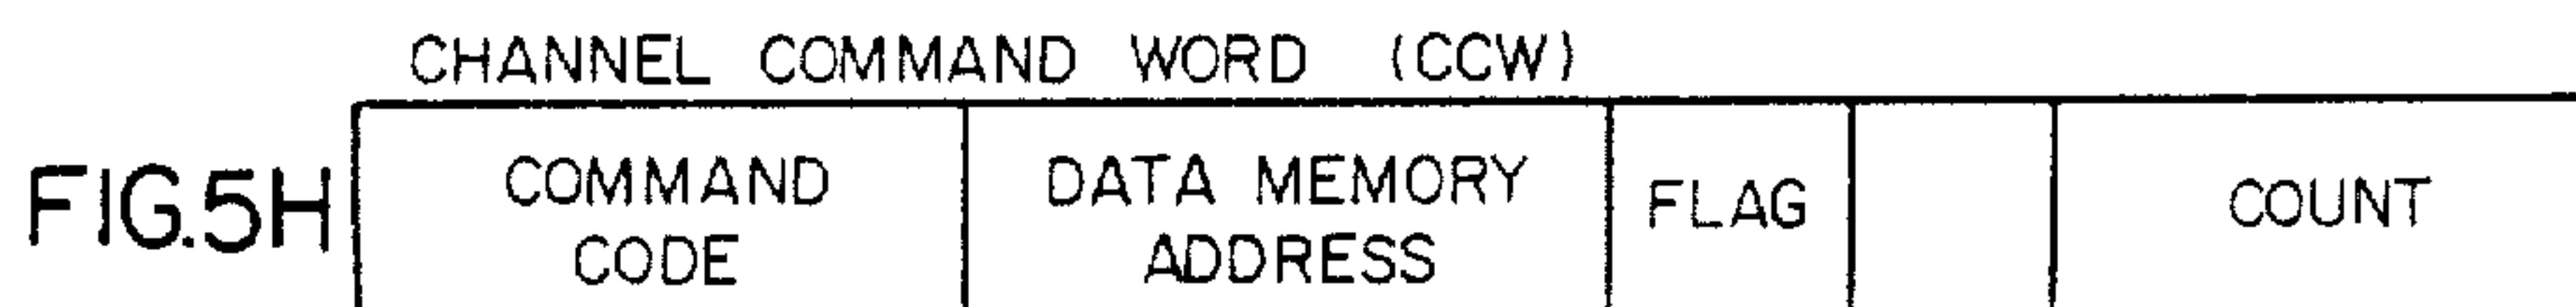 CHANNEL COMMAND WORD (CCW)
FIG.5H
COMMAND
CODE
DATA MEMORY
ADDRESS
FLAG
COUNT